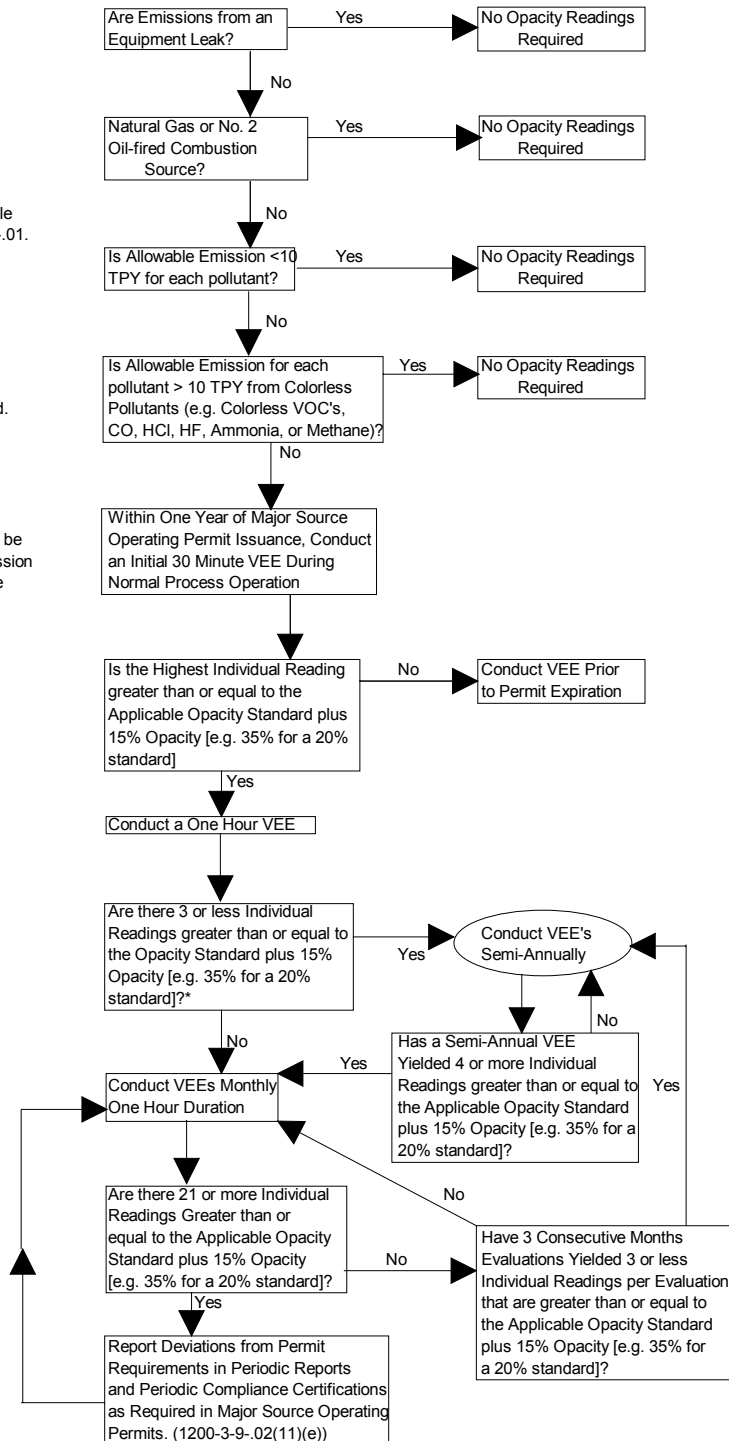 Are Emissions from an
Equipment Leak?
Yes
No Opacity Readings
Required
No
Natural Gas or No. 2
Oil-fired Combustion
Source?
Yes
No Opacity Readings
Required
No
le
-.01.
Is Allowable Emission <10
TPY for each pollutant?
Yes
No Opacity Readings
Required
No
Is Allowable Emission for each
pollutant > 10 TPY from Colorless
Pollutants (e.g. Colorless VOC's,
CO, HCl, HF, Ammonia, or Methane)?
Yes
No Opacity Readings
Required
d.
No
Within One Year of Major Source
Operating Permit Issuance, Conduct
an Initial 30 Minute VEE During
Normal Process Operation
be
ssion
e
Is the Highest Individual Reading
greater than or equal to the
Applicable Opacity Standard plus
15% Opacity [e.g. 35% for a 20%
standard]
No
Conduct VEE Prior
to Permit Expiration
Yes
Conduct a One Hour VEE
Are there 3 or less Individual
Readings greater than or equal to
the Opacity Standard plus 15%
Opacity [e.g. 35% for a 20%
standard]?*
Yes
Conduct VEE's
Semi-Annually
No
No
Has a Semi-Annual VEE
Yielded 4 or more Individual
Readings greater than or equal to
the Applicable Opacity Standard
plus 15% Opacity [e.g. 35% for a
20% standard]?
Yes
Yes
Conduct VEEs Monthly
One Hour Duration
No
Are there 21 or more Individual
Readings Greater than or
equal to the Applicable Opacity
Standard plus 15% Opacity
[e.g. 35% for a 20% standard]?
No
Have 3 Consecutive Months
Evaluations Yielded 3 or less
Individual Readings per Evaluation
that are greater than or equal to
the Applicable Opacity Standard
plus 15% Opacity [e.g. 35% for
a 20% standard]?
Yes
Report Deviations from Permit
Requirements in Periodic Reports
and Periodic Compliance Certifications
as Required in Major Source Operating
Permits. (1200-3-9-.02(11)(e))